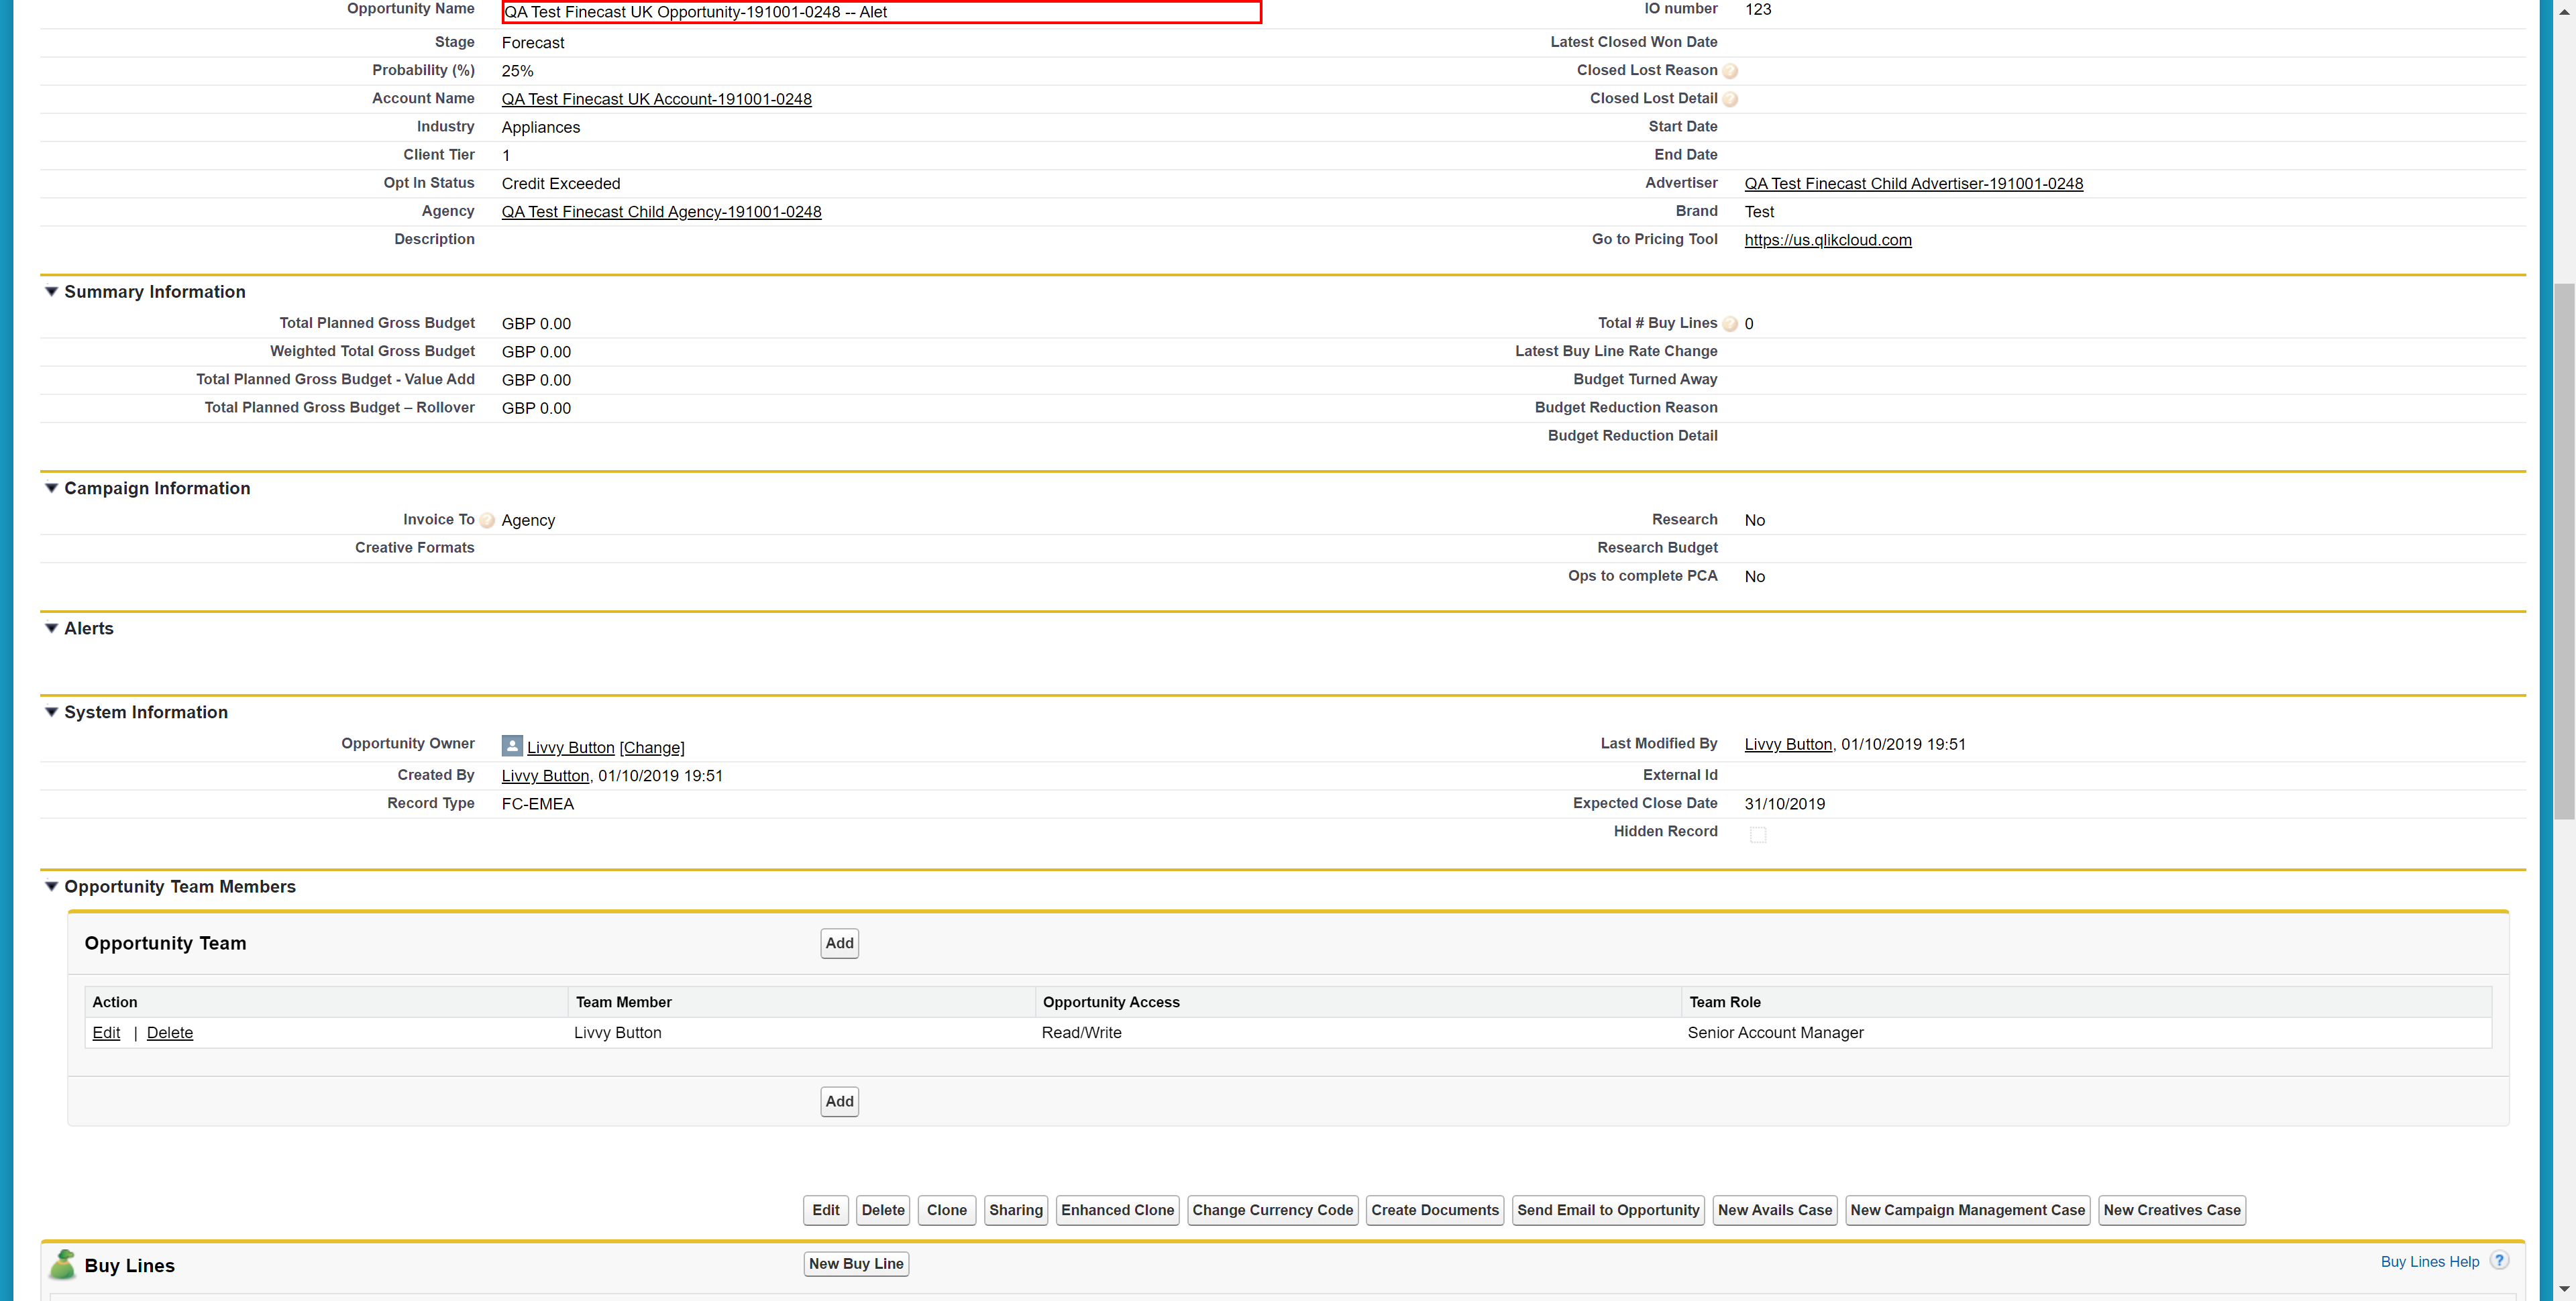 Opportunity Name QA Test Finecast UK Opportunity-191001-0248 -- Alet IO number 123
Stage Forecast Latest Closed Won Date
Probability (%) 25% Closed Lost Reason ?
Account Name QA Test Finecast UK Account-191001-0248 Closed Lost Detail ?
Industry Appliances Start Date
Client Tier 1 End Date
Opt In Status Credit Exceeded Advertiser QA Test Finecast Child Advertiser-191001-0248
Agency QA Test Finecast Child Agency-191001-0248 Brand Test
Description Go to Pricing Tool https://us.qlikcloud.com
Summary Information
Total Planned Gross Budget GBP 0.00 Total # Buy Lines ? 0
Weighted Total Gross Budget GBP 0.00 Latest Buy Line Rate Change
Total Planned Gross Budget - Value Add GBP 0.00 Budget Turned Away
Total Planned Gross Budget – Rollover GBP 0.00 Budget Reduction Reason
Budget Reduction Detail
Campaign Information
Invoice To ? Agency Research No
Creative Formats Research Budget
Ops to complete PCA No
Alerts
System Information
Opportunity Owner Livvy Button [Change] Last Modified By Livvy Button, 01/10/2019 19:51
Created By Livvy Button, 01/10/2019 19:51 External Id
Record Type FC-EMEA Expected Close Date 31/10/2019
Hidden Record
Opportunity Team Members
Opportunity Team Add
Action Team Member Opportunity Access Team Role
Edit | Delete Livvy Button Read/Write Senior Account Manager
Add
Edit Delete Clone Sharing Enhanced Clone Change Currency Code Create Documents Send Email to Opportunity New Avails Case New Campaign Management Case New Creatives Case
Buy Lines New Buy Line Buy Lines Help ?